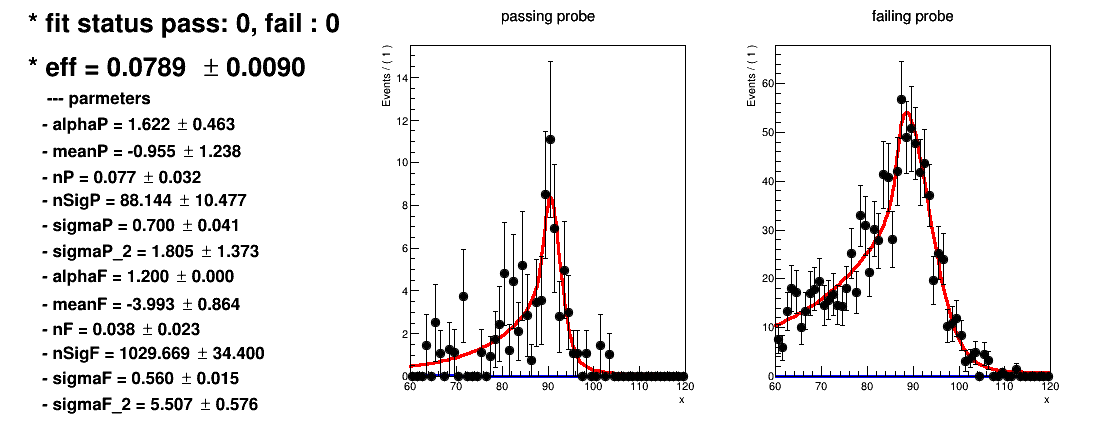 * fit status pass: 0, fail : 0
* eff = 0.0789 ± 0.0090
--- parmeters
- alphaP = 1.622 ± 0.463
- meanP = -0.955 ± 1.238
- nP = 0.077 ± 0.032
- nSigP = 88.144 ± 10.477
- sigmaP = 0.700 ± 0.041
- sigmaP_2 = 1.805 ± 1.373
- alphaF = 1.200 ± 0.000
- meanF = -3.993 ± 0.864
- nF = 0.038 ± 0.023
- nSigF = 1029.669 ± 34.400
- sigmaF = 0.560 ± 0.015
- sigmaF_2 = 5.507 ± 0.576
passing probe
Events / ( 1 )
14
12
10
8
6
4
2
0
60 70 80 90 100 110 120
x
failing probe
Events / ( 1 )
60
50
40
30
20
10
0
60 70 80 90 100 110 120
x